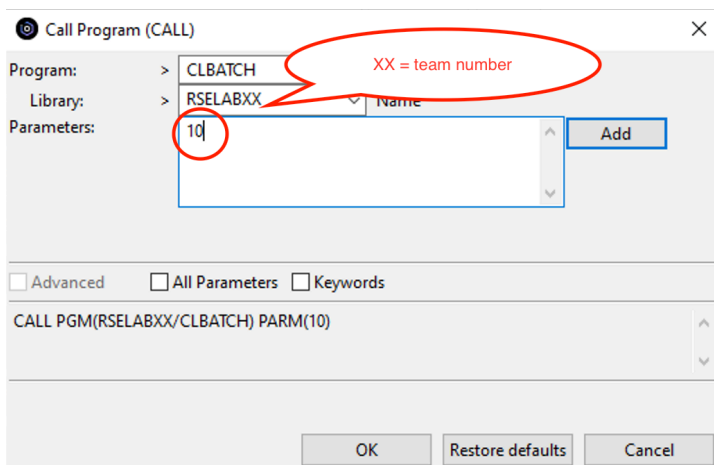 Call Program (CALL)
Program: > CLBATCH
XX = team number
Library: > RSELABXX Name
Parameters: 10 Add
Advanced All Parameters Keywords
CALL PGM(RSELABXX/CLBATCH) PARM(10)
OK Restore defaults Cancel